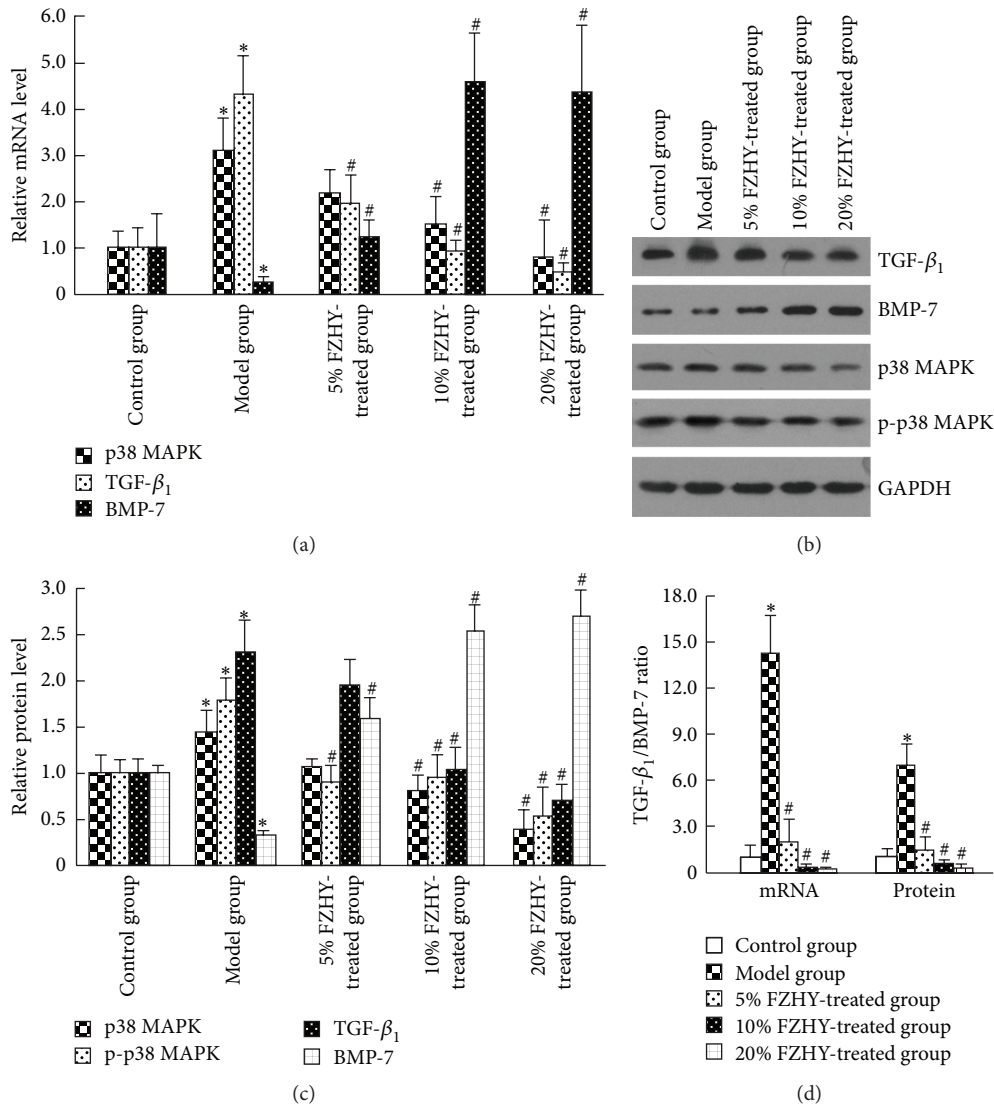 6.0
5.0
4.0
3.0
2.0
1.0
0
Relative mRNA level
*
*
*
#
#
#
#
#
#
#
#
Control group
Model group
5% FZHY-
treated group
10% FZHY-
treated group
20% FZHY-
treated group
p38 MAPK
TGF-β₁
BMP-7
(a)
Control group
Model group
5% FZHY-treated group
10% FZHY-treated group
20% FZHY-treated group
TGF-β₁
BMP-7
p38 MAPK
p-p38 MAPK
GAPDH
(b)
3.0
2.5
2.0
1.5
1.0
0.5
0
Relative protein level
*
*
*
*
#
#
#
#
#
#
#
#
#
#
Control group
Model group
5% FZHY-
treated group
10% FZHY-
treated group
20% FZHY-
treated group
p38 MAPK
p-p38 MAPK
TGF-β₁
BMP-7
(c)
18.0
15.0
12.0
9.0
6.0
3.0
0
TGF-β₁/BMP-7 ratio
*
#
#
#
*
#
#
#
mRNA
Protein
Control group
Model group
5% FZHY-treated group
10% FZHY-treated group
20% FZHY-treated group
(d)